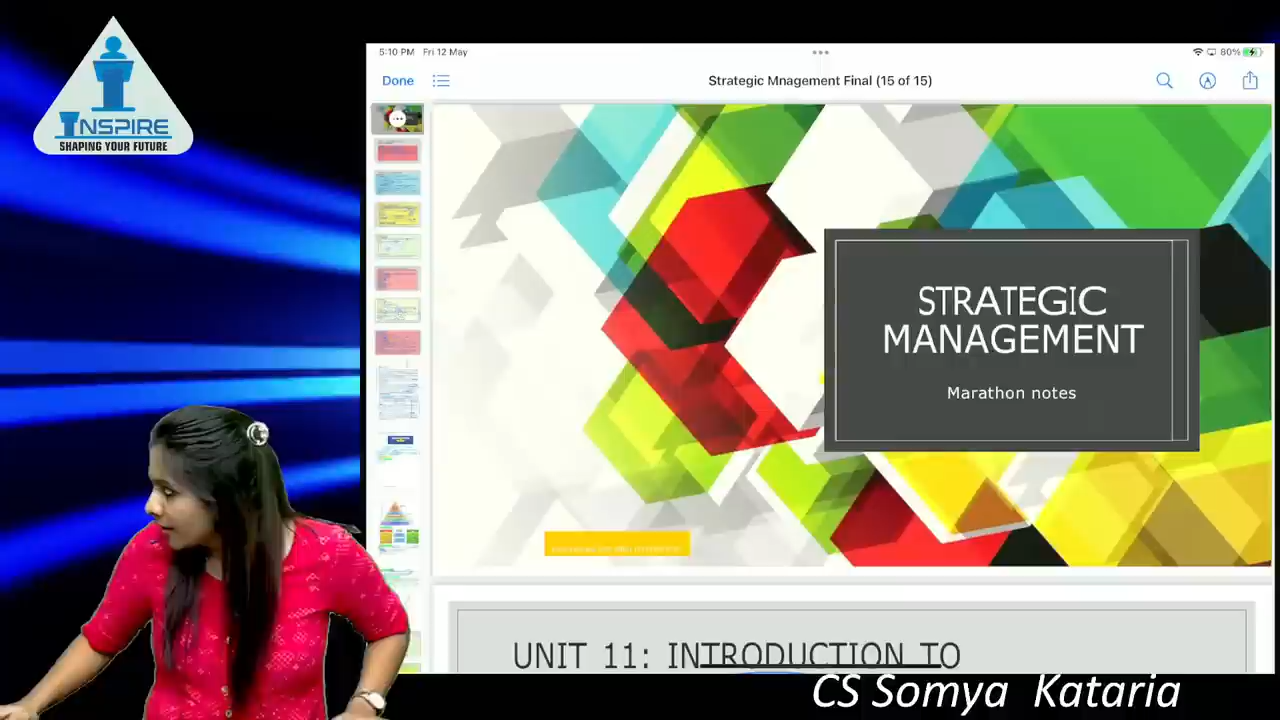 INSPIRE
SHAPING YOUR FUTURE
5:10 PM Fri 12 May
80%
Done
Strategic Mnagement Final (15 of 15)
STRATEGIC
MANAGEMENT
Marathon notes
UNIT 11: INTRODUCTION TO
CS Somya Kataria